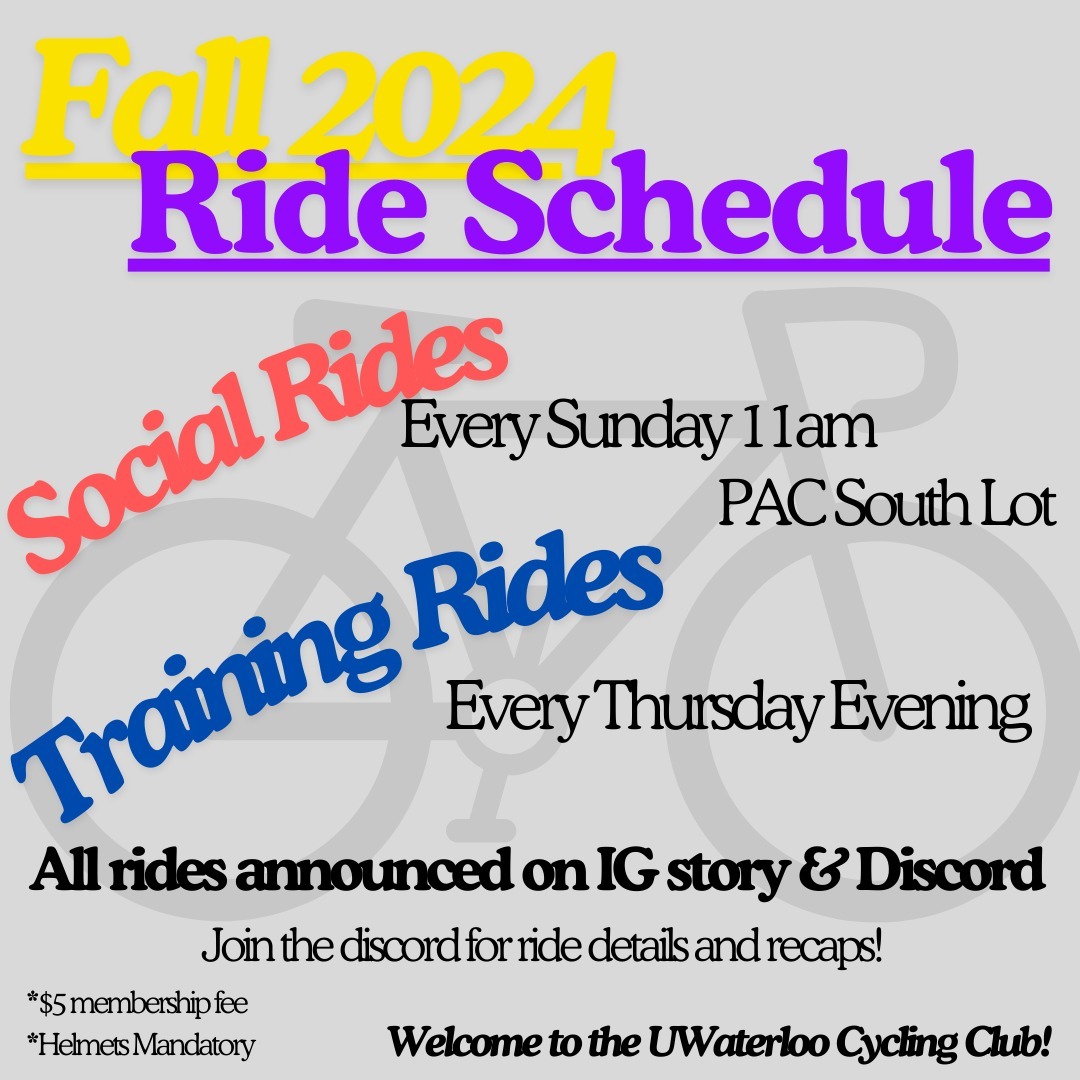 Fall 2024
Ride Schedule
Social Rides
Every Sunday 11am
PAC South Lot
Training Rides
Every Thursday Evening
All rides announced on IG story & Discord
Join the discord for ride details and recaps!
*$5 membership fee
*Helmets Mandatory
Welcome to the UWaterloo Cycling Club!